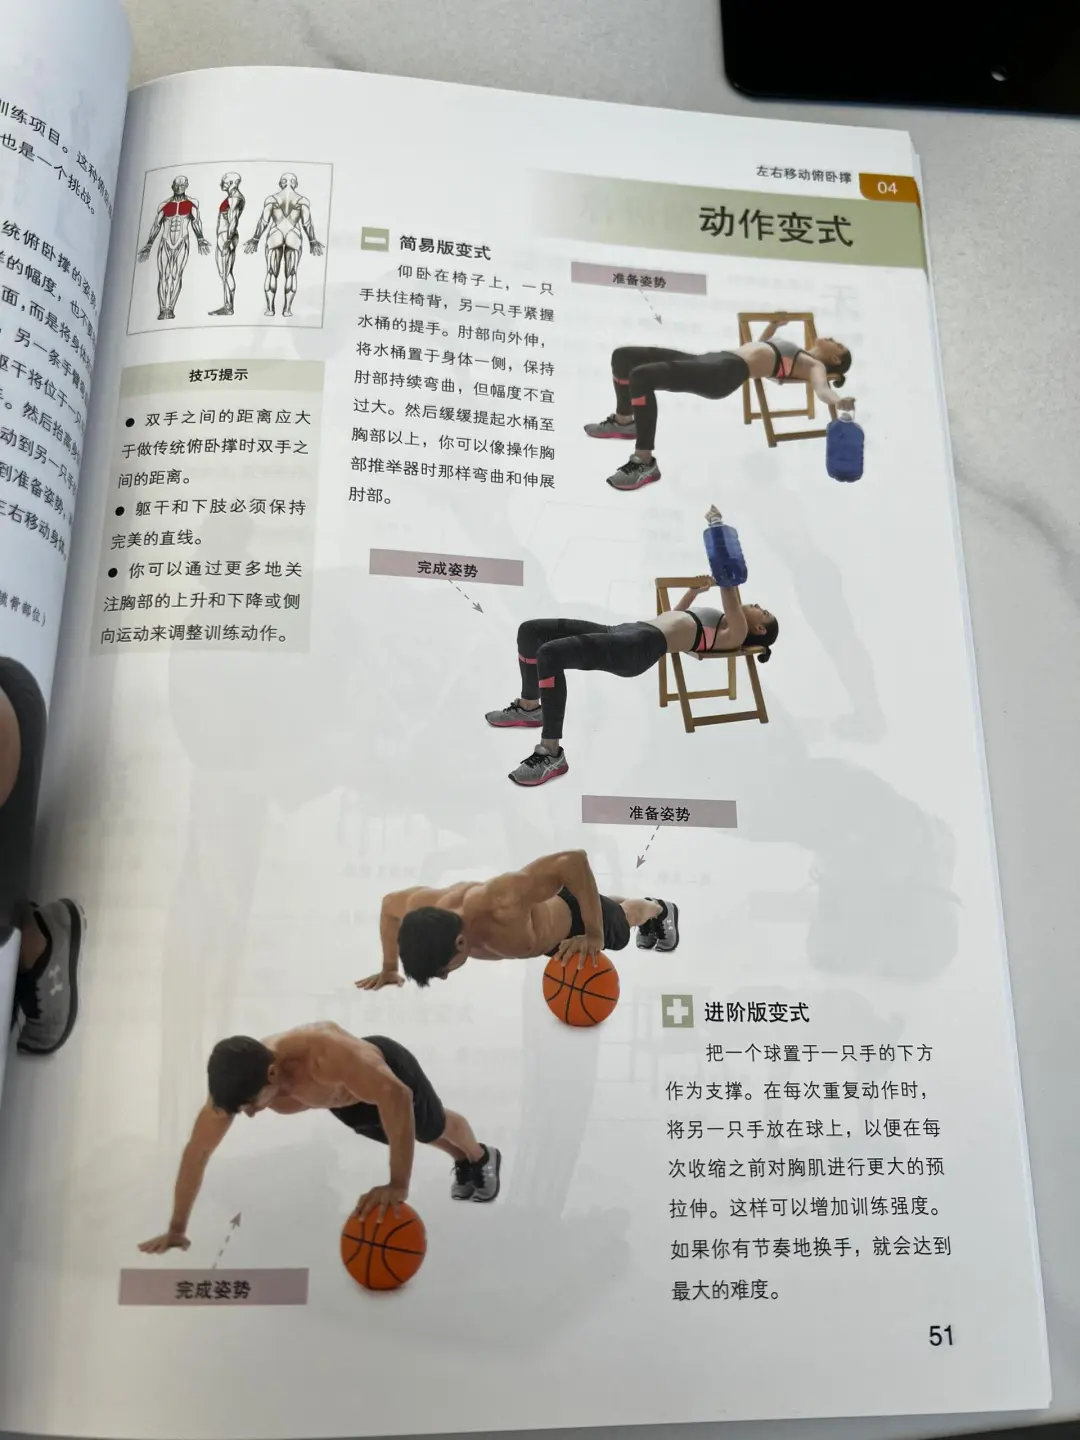 训练项目。这种俯卧
也是一个挑战。
统俯卧撑的姿势
样的幅度，也不
面，而是将身体
另一条手臂
躯干将位于一只
然后抬高身
动到另一只手
到准备姿势，
左右移动身体
锁骨部位）
左右移动俯卧撑
04
动作变式
简易版变式
仰卧在椅子上，一只
手扶住椅背，另一只手紧握
水桶的提手。肘部向外伸，
将水桶置于身体一侧，保持
肘部持续弯曲，但幅度不宜
过大。然后缓缓提起水桶至
胸部以上，你可以像操作胸
部推举器时那样弯曲和伸展
肘部。
准备姿势
技巧提示
● 双手之间的距离应大
于做传统俯卧撑时双手之
间的距离。
● 躯干和下肢必须保持
完美的直线。
● 你可以通过更多地关
注胸部的上升和下降或侧
向运动来调整训练动作。
完成姿势
准备姿势
进阶版变式
把一个球置于一只手的下方
作为支撑。在每次重复动作时，
将另一只手放在球上，以便在每
次收缩之前对胸肌进行更大的预
拉伸。这样可以增加训练强度。
如果你有节奏地换手，就会达到
最大的难度。
完成姿势
51